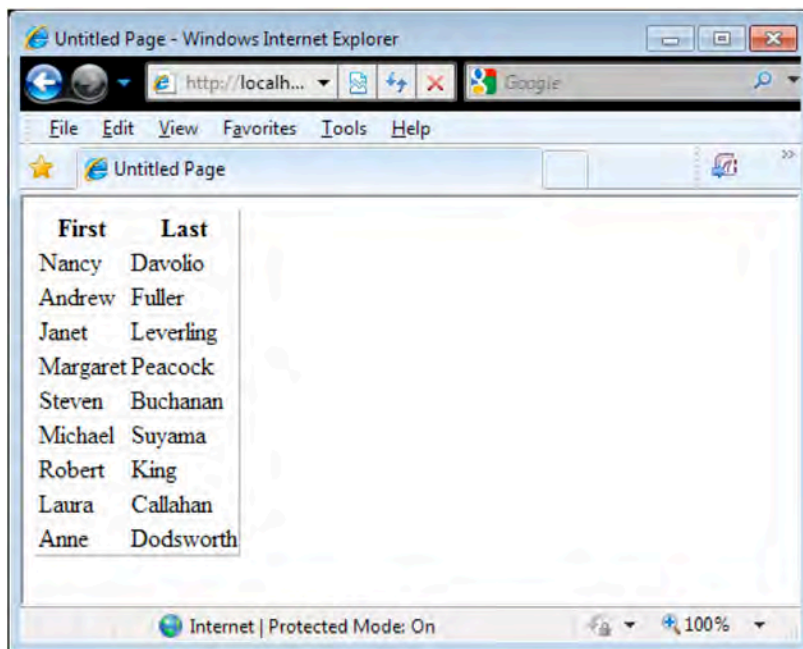 Untitled Page - Windows Internet Explorer
http://localh...
Google
File Edit View Favorites Tools Help
Untitled Page
First Last
Nancy Davolio
Andrew Fuller
Janet Leverling
Margaret Peacock
Steven Buchanan
Michael Suyama
Robert King
Laura Callahan
Anne Dodsworth
Internet | Protected Mode: On
100%